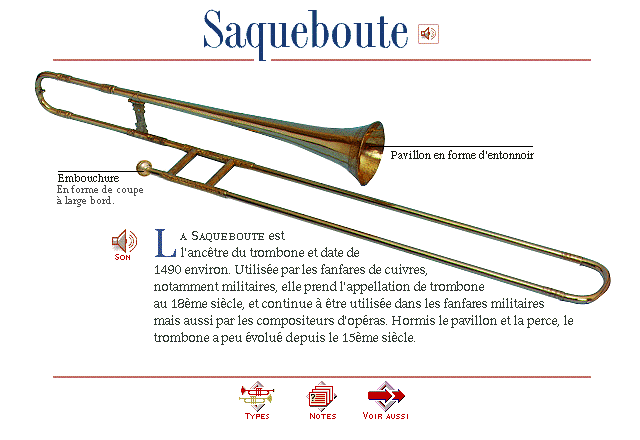 Saqueboute
Pavillon en forme d'entonnoir
Embouchure
En forme de coupe
à large bord.
Son
La Saqueboute est
l'ancêtre du trombone et date de
1490 environ. Utilisée par les fanfares de cuivres,
notamment militaires, elle prend l'appellation de trombone
au 18ème siècle, et continue à être utilisée dans les fanfares militaires
mais aussi par les compositeurs d'opéras. Hormis le pavillon et la perce, le
trombone a peu évolué depuis le 15ème siècle.
Types
Notes
Voir aussi